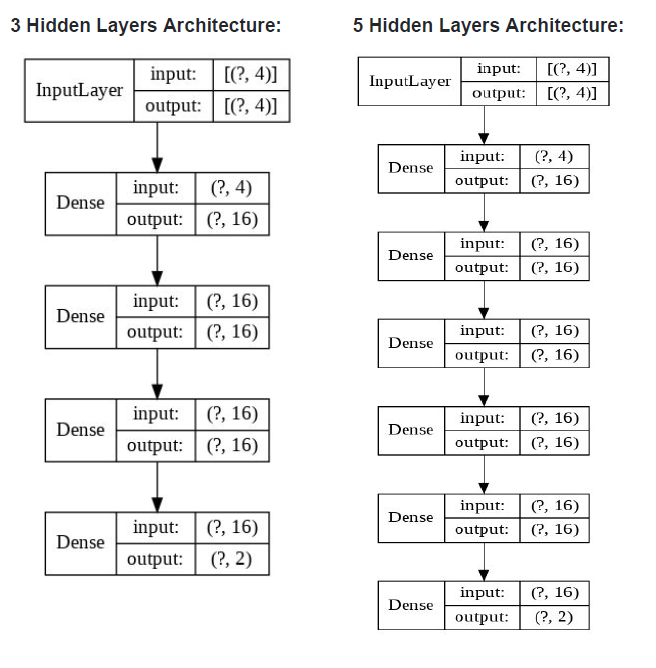 3 Hidden Layers Architecture:
InputLayer
input: [(?, 4)]
output: [(?, 4)]
Dense
input: (?, 4)
output: (?, 16)
Dense
input: (?, 16)
output: (?, 16)
Dense
input: (?, 16)
output: (?, 16)
Dense
input: (?, 16)
output: (?, 2)
5 Hidden Layers Architecture:
InputLayer
input: [(?, 4)]
output: [(?, 4)]
Dense
input: (?, 4)
output: (?, 16)
Dense
input: (?, 16)
output: (?, 16)
Dense
input: (?, 16)
output: (?, 16)
Dense
input: (?, 16)
output: (?, 16)
Dense
input: (?, 16)
output: (?, 16)
Dense
input: (?, 16)
output: (?, 2)